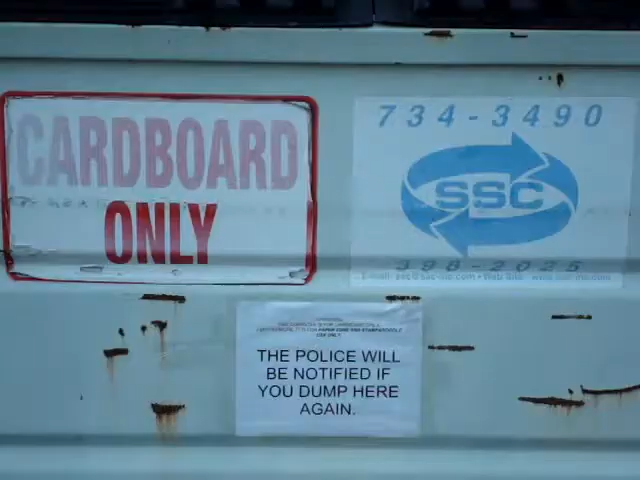 CARDBOARD
ONLY
734-3490
SSC
398-2025
THE POLICE WILL
BE NOTIFIED IF
YOU DUMP HERE
AGAIN.